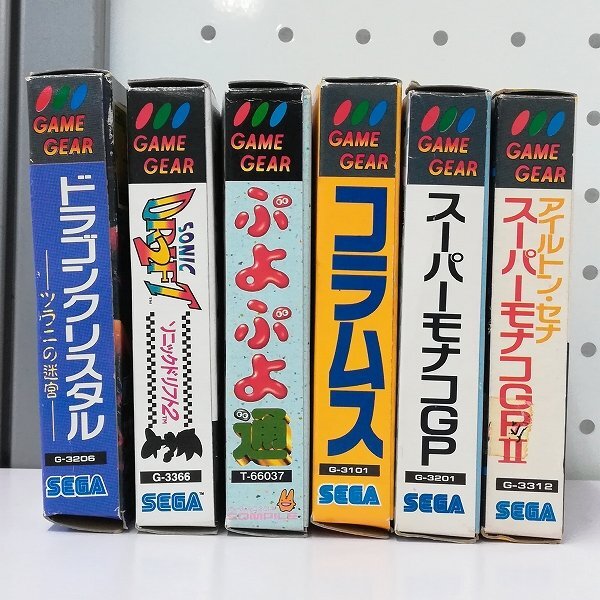 GAME
GEAR
ドラゴンクリスタル
ツラニの迷宮
G-3206
SEGA
GAME
GEAR
SONIC
DRIFT
2
TM
ソニックドリフト2
TM
G-3366
SEGA
TM
GAME
GEAR
ぷよぷよ
通
T-66037
COMPILE
GAME
GEAR
コラムス
G-3101
SEGA
GAME
GEAR
スーパーモナコGP
G-3201
SEGA
GAME
GEAR
アイルトン・セナ
スーパーモナコGPⅡ
G-3312
SEGA